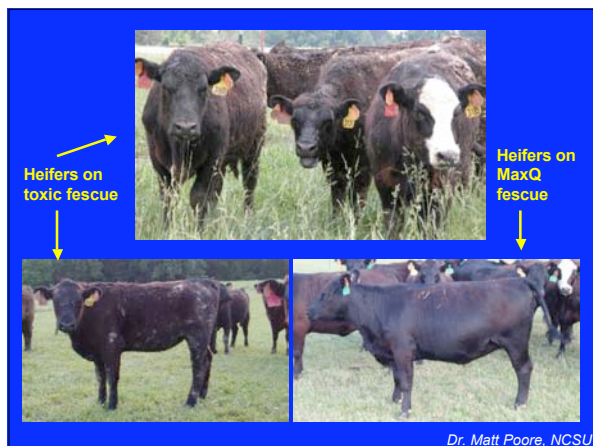 Heifers on
toxic fescue
Heifers on
MaxQ
fescue
Dr. Matt Poore, NCSU